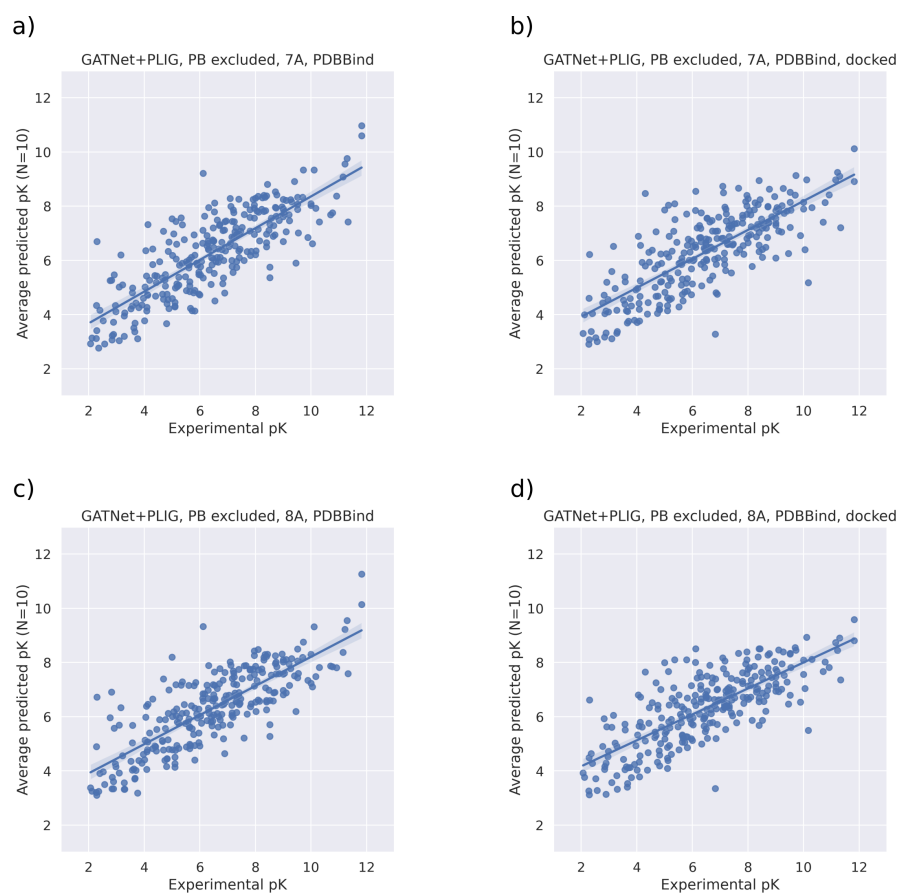 a)
GATNet+PLIG, PB excluded, 7A, PDBBind
12
10
8
6
4
2
Average predicted pK (N=10)
2 4 6 8 10 12
Experimental pK
b)
GATNet+PLIG, PB excluded, 7A, PDBBind, docked
12
10
8
6
4
2
Average predicted pK (N=10)
2 4 6 8 10 12
Experimental pK
c)
GATNet+PLIG, PB excluded, 8A, PDBBind
12
10
8
6
4
2
Average predicted pK (N=10)
2 4 6 8 10 12
Experimental pK
d)
GATNet+PLIG, PB excluded, 8A, PDBBind, docked
12
10
8
6
4
2
Average predicted pK (N=10)
2 4 6 8 10 12
Experimental pK